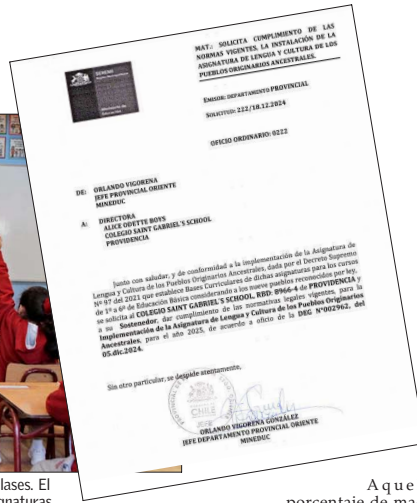 SEREMI
MAT.: SOLICITA CUMPLIMIENTO DE LAS
NORMAS VIGENTES, LA INSTALACIÓN DE LA
ASIGNATURA DE LENGUA Y CULTURA DE LOS
PUEBLOS ORIGINARIOS ANCESTRALES.
EMISOR: DEPARTAMENTO PROVINCIAL
SOLICITUD: 222/18.12.2024
OFICIO ORDINARIO: 0222
DE: ORLANDO VIGORENA
JEFE PROVINCIAL ORIENTE
MINEDUC
A: DIRECTORA
ALICE ODETTE BOYS
COLEGIO SAINT GABRIEL'S SCHOOL
PROVIDENCIA
Junto con saludar, y de conformidad a la implementación de la Asignatura de
Lengua y Cultura de los Pueblos Originarios Ancestrales, dada por el Decreto Supremo
Nº 97 del 2021 que establece Bases Curriculares de dichas asignaturas para los cursos
de 1º a 6º de Educación Básica considerando a los nueve pueblos reconocidos por ley,
se solicita al COLEGIO SAINT GABRIEL'S SCHOOL, RBD: 8966-4 de PROVIDENCIA y
a su Sostenedor, dar cumplimiento de las normativas legales vigentes, para la
Implementación de la Asignatura de Lengua y Cultura de los Pueblos Originarios
Ancestrales, para el año 2025, de acuerdo a oficio de la DEG Nº002962, del
05.dic.2024.
Sin otro particular, se despide atentamente,
CHILE
JEFE
ORLANDO VIGORENA GONZÁLEZ
JEFE DEPARTAMENTO PROVINCIAL ORIENTE
MINEDUC
lases. El
ignaturas
Aque
porcentaje de ma